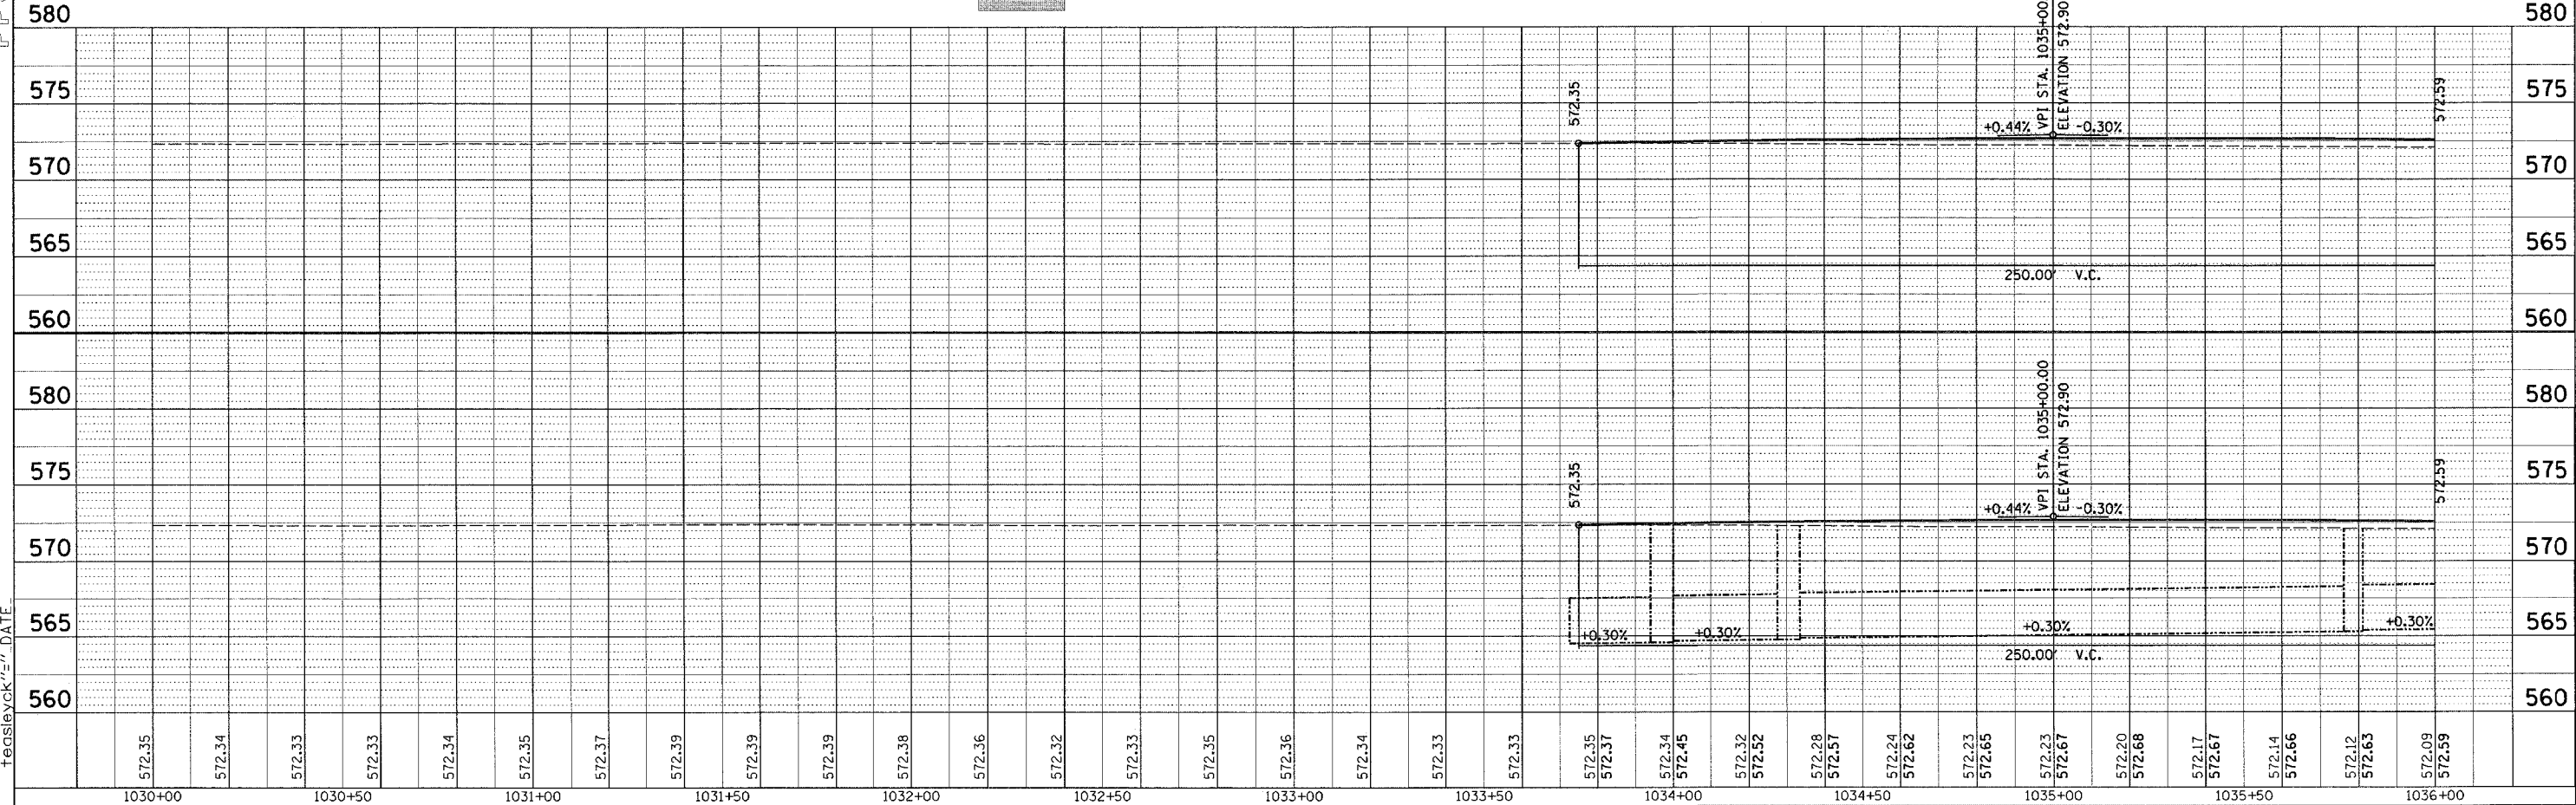 580 580
VPI STA. 1035+00
ELEVATION 572.90
575 572.35 572.59 575
+0.44% -0.30%
570 570
565 565
250.00' V.C.
560 560
580 580
VPI STA. 1035+00.00
ELEVATION 572.90
575 572.35 572.59 575
+0.44% -0.30%
570 570
565 +0.30% +0.30% +0.30% +0.30% 565
250.00' V.C.
560 560
teasleyck"="_DATE_
572.35 572.34 572.33 572.33 572.34 572.35 572.37 572.39 572.39 572.39 572.38 572.36 572.32 572.33 572.35 572.36 572.34 572.33 572.33 572.35 572.37 572.34 572.45 572.32 572.52 572.28 572.57 572.24 572.62 572.23 572.65 572.23 572.67 572.20 572.68 572.17 572.67 572.14 572.66 572.12 572.63 572.09 572.59
1030+00 1030+50 1031+00 1031+50 1032+00 1032+50 1033+00 1033+50 1034+00 1034+50 1035+00 1035+50 1036+00